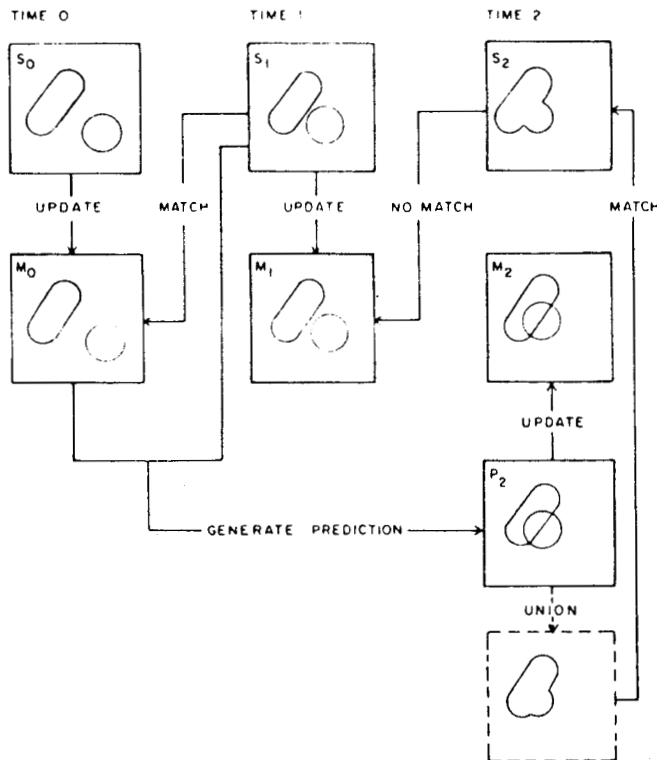 TIME 0 TIME 1 TIME 2
S0 S1 S2
UPDATE MATCH UPDATE NO MATCH MATCH
M0 M1 M2
UPDATE
P2
GENERATE PREDICTION
UNION